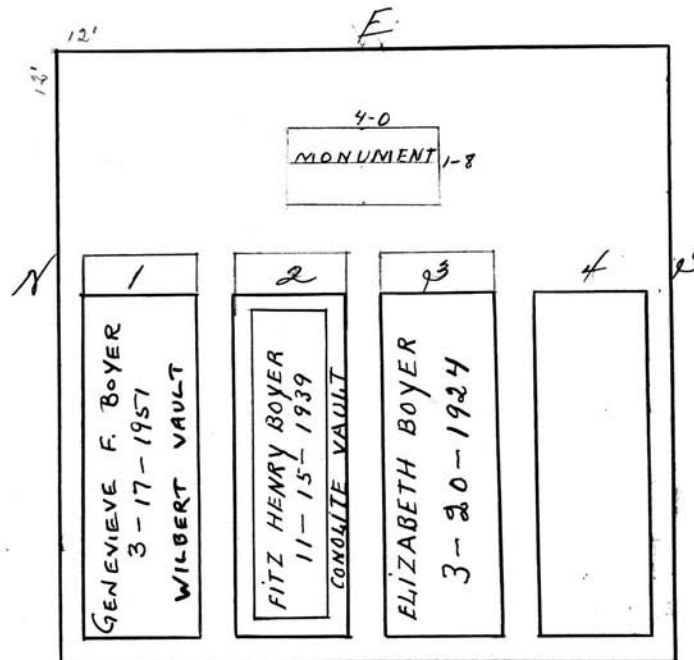 12'
E
12'
4-0
MONUMENT
1-8
N
1
2
3
4
S
GENEVIEVE F. BOYER
3-17-1951
WILBERT VAULT
FITZ HENRY BOYER
11-15-1939
CONOLITE VAULT
ELIZABETH BOYER
3-20-1924